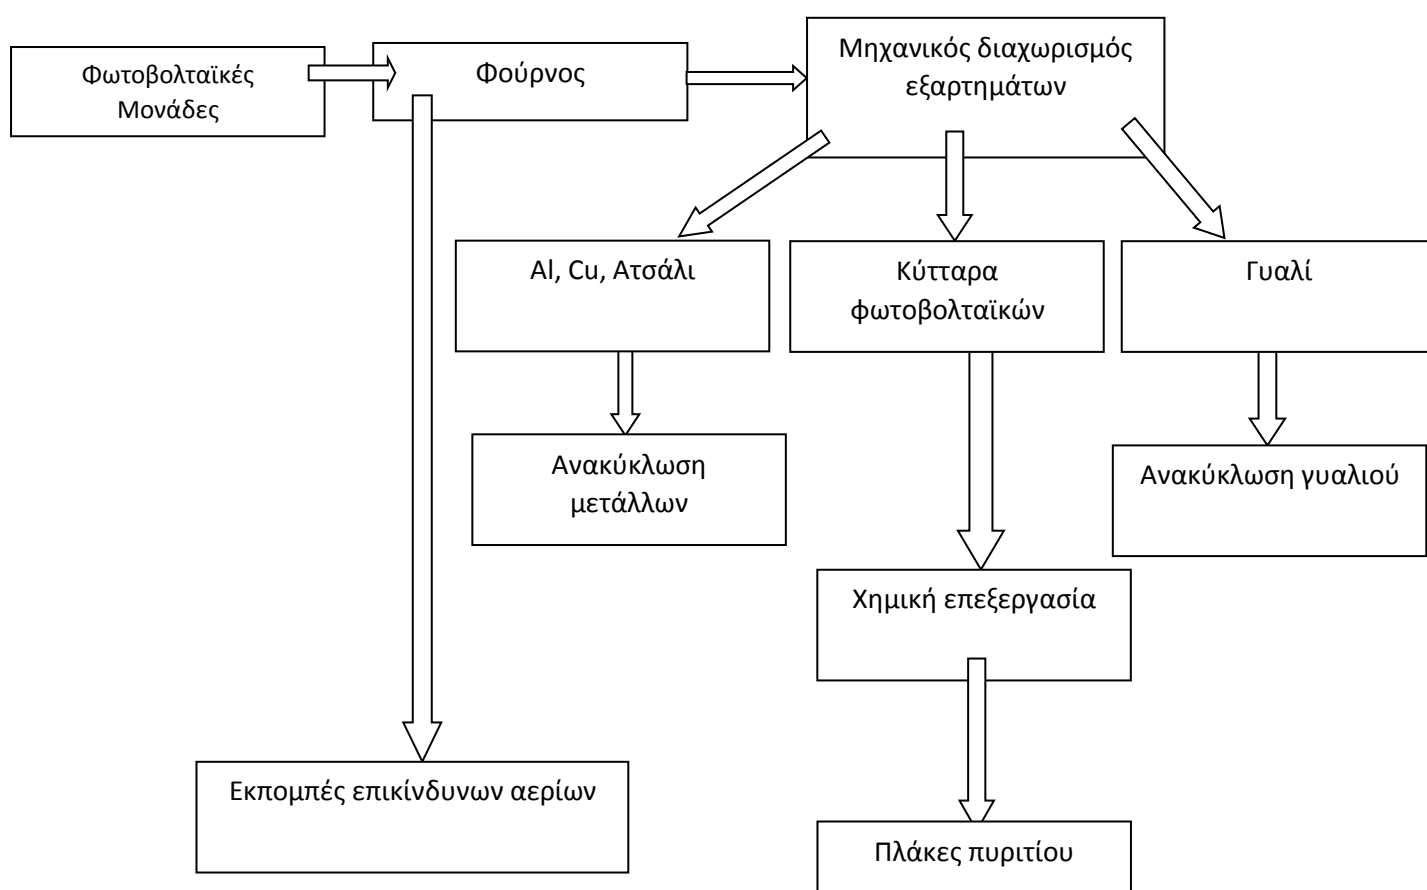 Φωτοβολταϊκές
Μονάδες
Φούρνος
Μηχανικός διαχωρισμός
εξαρτημάτων
Al, Cu, Ατσάλι
Κύτταρα
φωτοβολταϊκών
Γυαλί
Ανακύκλωση
μετάλλων
Ανακύκλωση γυαλιού
Χημική επεξεργασία
Εκπομπές επικίνδυνων αερίων
Πλάκες πυριτίου